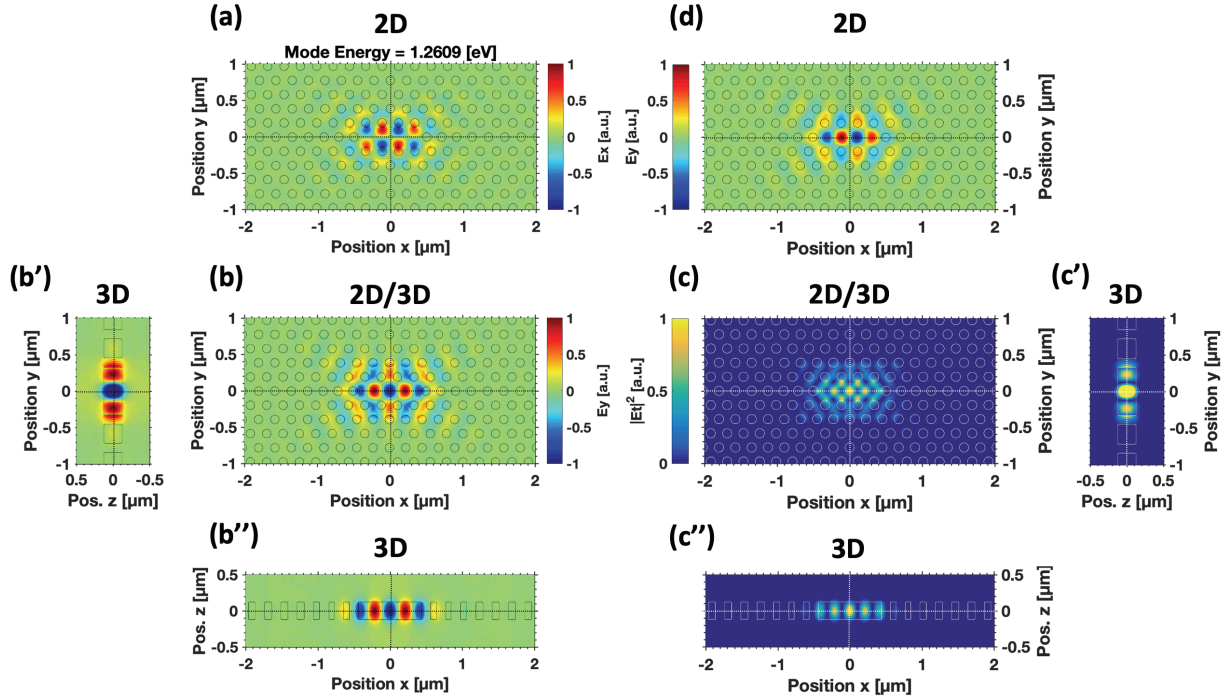 (a)
2D
Mode Energy = 1.2609 [eV]
1
0.5
0
-0.5
-1
Position y [µm]
-2
-1
0
1
2
Position x [µm]
1
0.5
0
-0.5
-1
Ex [a.u.]
(d)
2D
1
0.5
0
-0.5
-1
Ey [a.u.]
-2
-1
0
1
2
Position x [µm]
1
0.5
0
-0.5
-1
Position y [µm]
(b’)
3D
1
0.5
0
-0.5
-1
Position y [µm]
0.5
0
-0.5
Pos. z [µm]
(b)
2D/3D
1
0.5
0
-0.5
-1
Position y [µm]
-2
-1
0
1
2
Position x [µm]
1
0.5
0
-0.5
-1
Ey [a.u.]
(c)
2D/3D
1
0.5
0
|Et|² [a.u.]
-2
-1
0
1
2
Position x [µm]
1
0.5
0
-0.5
-1
Position y [µm]
(c’)
3D
1
0.5
0
-0.5
-1
Position y [µm]
-0.5
0
0.5
Pos. z [µm]
(b’’)
3D
0.5
0
-0.5
Pos. z [µm]
-2
-1
0
1
2
Position x [µm]
(c’’)
3D
0.5
0
-0.5
Pos. z [µm]
-2
-1
0
1
2
Position x [µm]